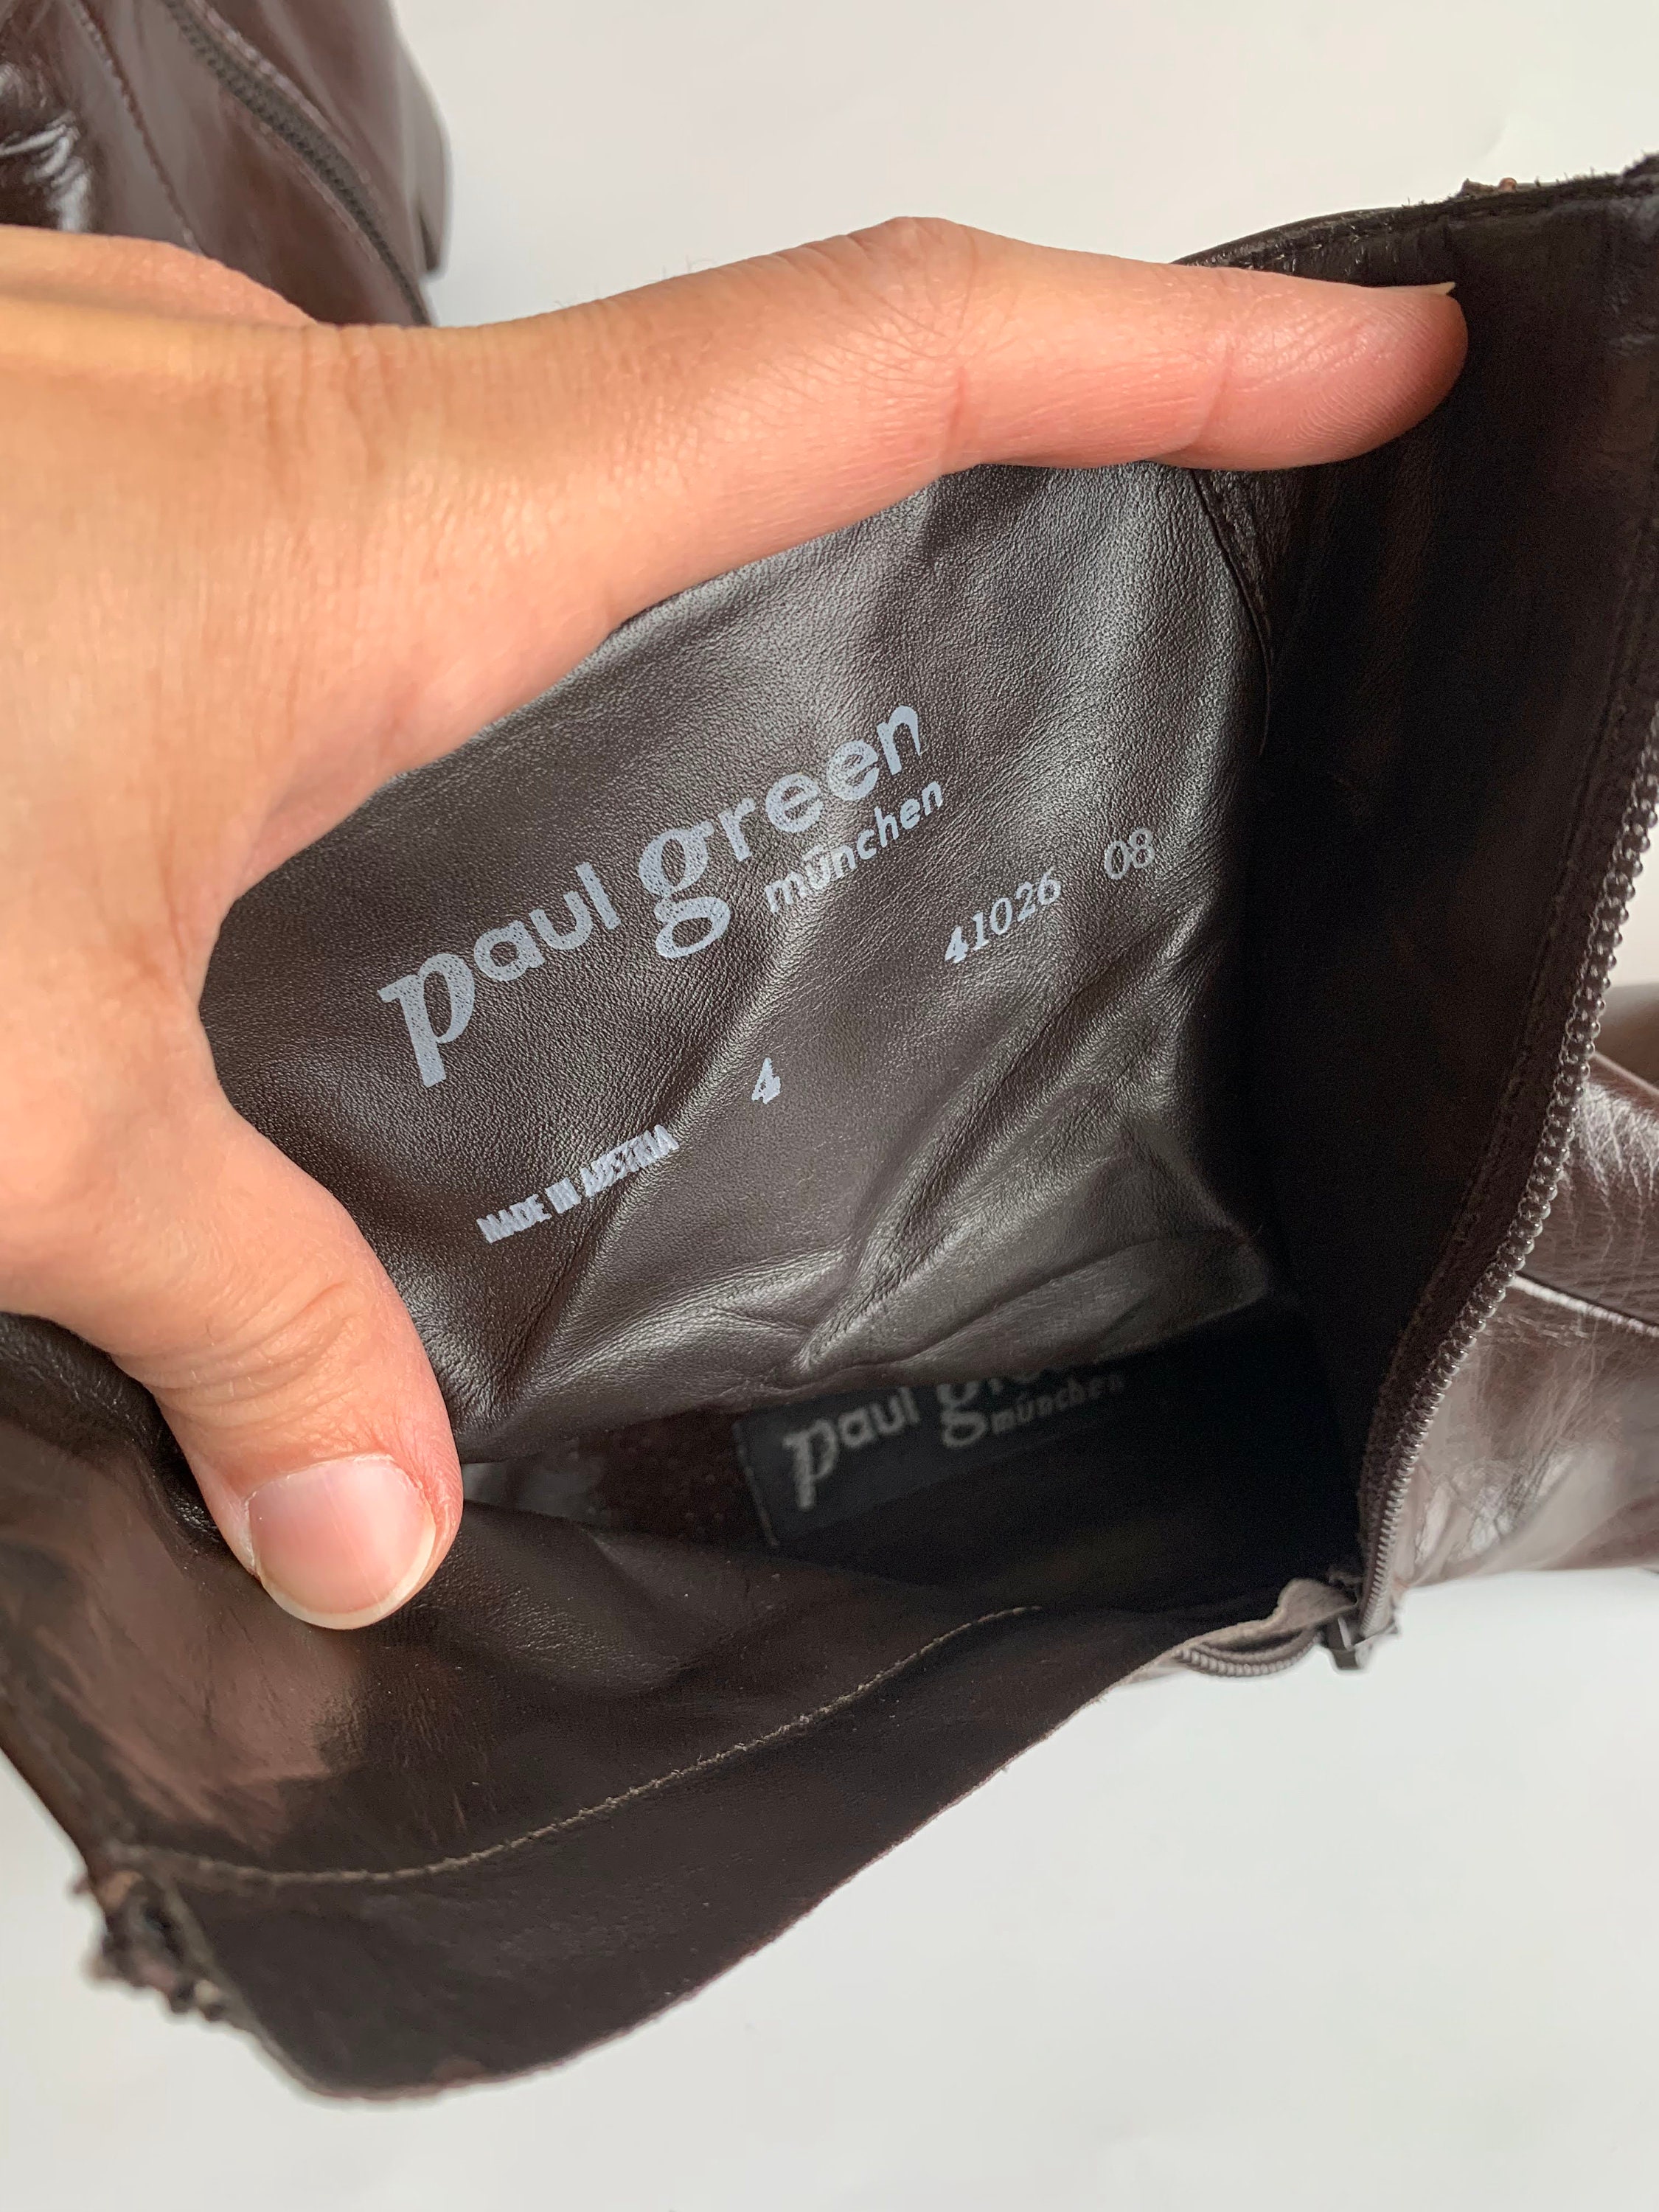 paul green
münchen
41026 08
4
MADE IN AUSTRIA
paul green
münchen